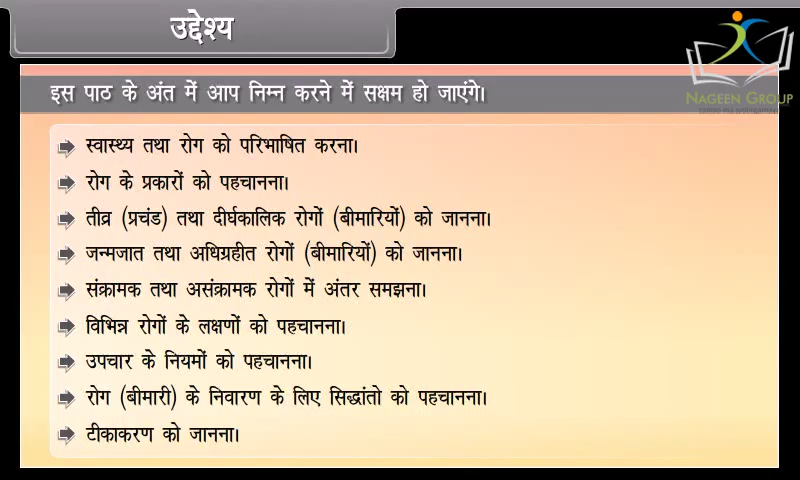 उद्देश्य
NAGEEN GROUP
इस पाठ के अंत में आप निम्न करने में सक्षम हो जाएंगे।
स्वास्थ्य तथा रोग को परिभाषित करना।
रोग के प्रकारों को पहचानना।
तीव्र (प्रचंड) तथा दीर्घकालिक रोगों (बीमारियों) को जानना।
जन्मजात तथा अधिग्रहीत रोगों (बीमारियों) को जानना।
संक्रामक तथा असंक्रामक रोगों में अंतर समझना।
विभिन्न रोगों के लक्षणों को पहचानना।
उपचार के नियमों को पहचानना।
रोग (बीमारी) के निवारण के लिए सिद्धांतो को पहचानना।
टीकाकरण को जानना।